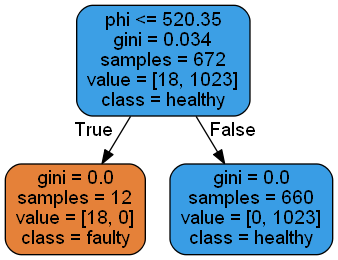 phi <= 520.35
gini = 0.034
samples = 672
value = [18, 1023]
class = healthy
True
False
gini = 0.0
samples = 12
value = [18, 0]
class = faulty
gini = 0.0
samples = 660
value = [0, 1023]
class = healthy